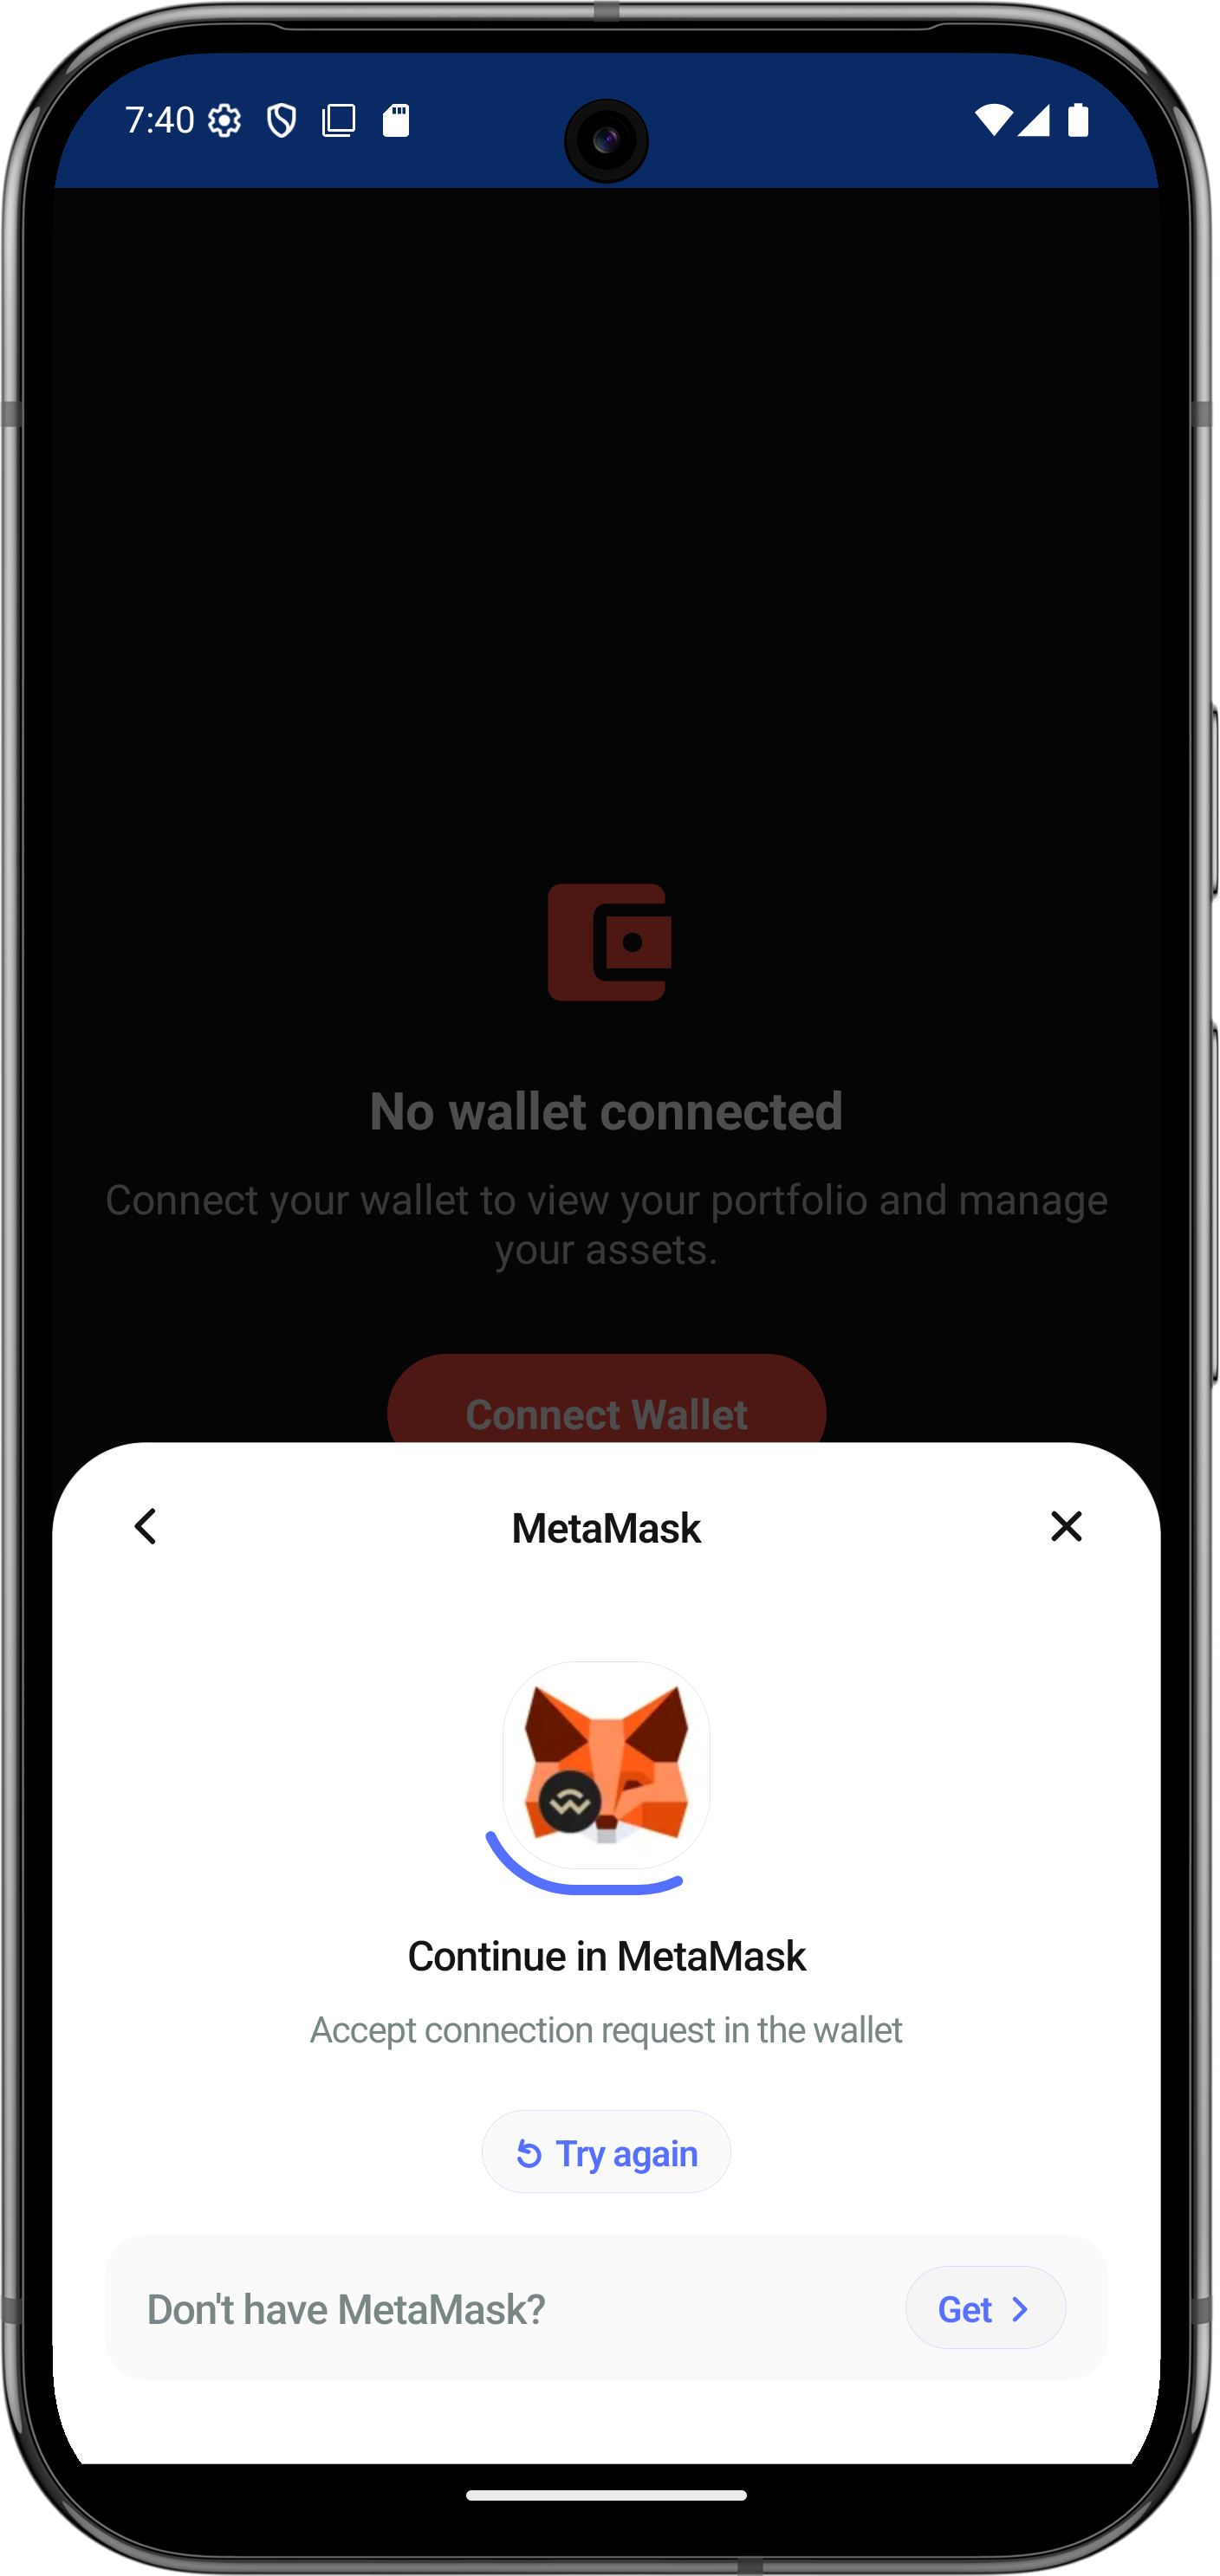 7:40
No wallet connected
Connect your wallet to view your portfolio and manage
your assets.
Connect Wallet
MetaMask
Continue in MetaMask
Accept connection request in the wallet
Try again
Don't have MetaMask?
Get